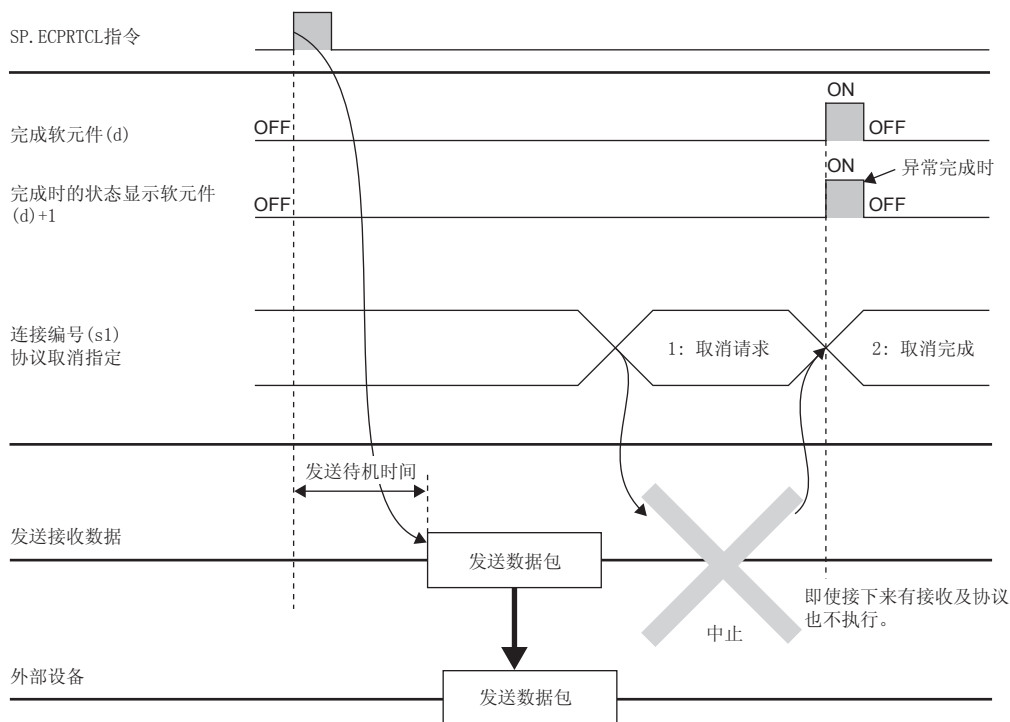 SP.ECPRTCL指令
ON
完成软元件(d)
OFF
OFF
ON
异常完成时
完成时的状态显示软元件
(d)+1
OFF
OFF
连接编号(s1)
协议取消指定
1: 取消请求
2: 取消完成
发送待机时间
发送接收数据
发送数据包
即使接下来有接收及协议
也不执行。
中止
外部设备
发送数据包